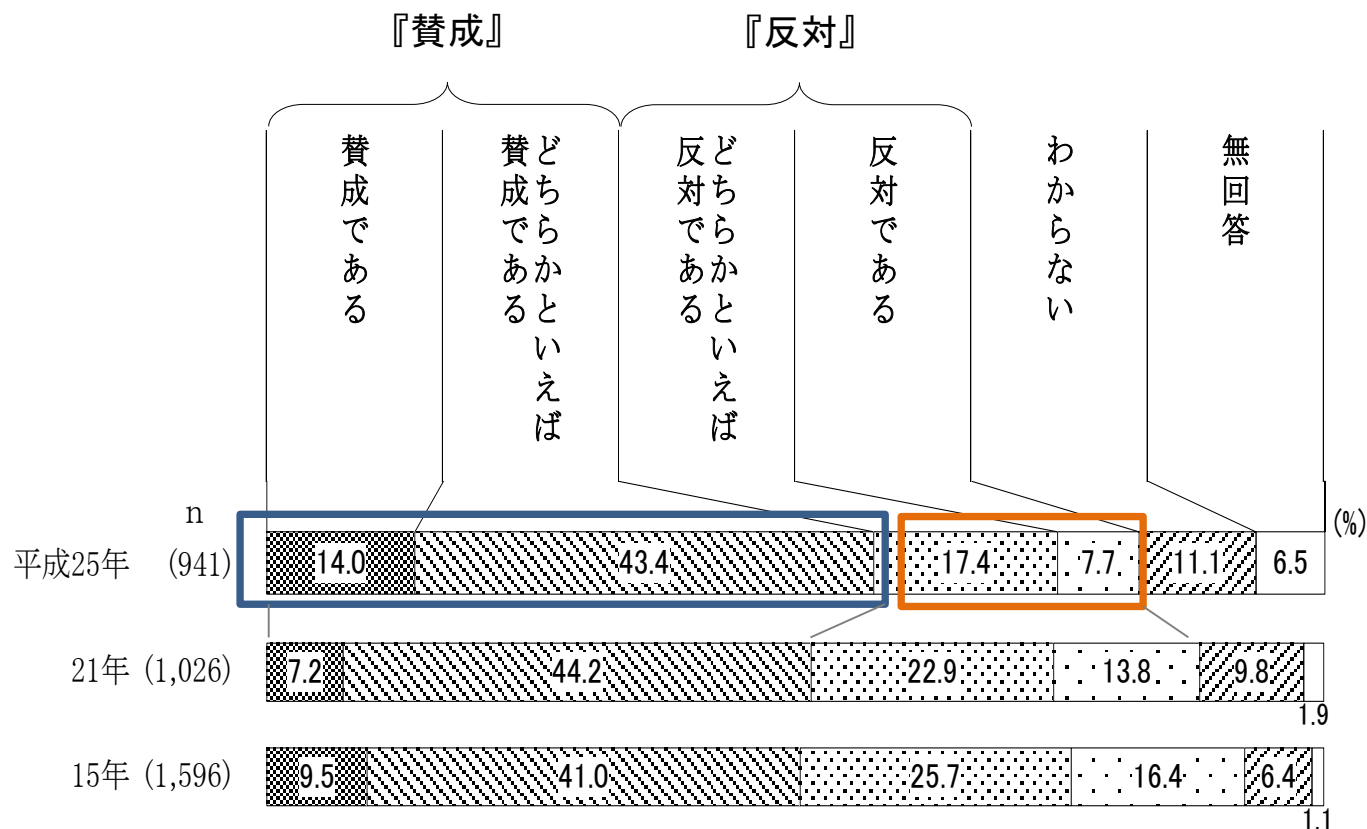 『賛成』 『反対』
賛成である
どちらかといえば
賛成である
どちらかといえば
反対である
反対である
わからない
無回答
n
(%)
平成25年 (941) 14.0 43.4 17.4 7.7 11.1 6.5
21年 (1,026) 7.2 44.2 22.9 13.8 9.8
1.9
15年 (1,596) 9.5 41.0 25.7 16.4 6.4
1.1